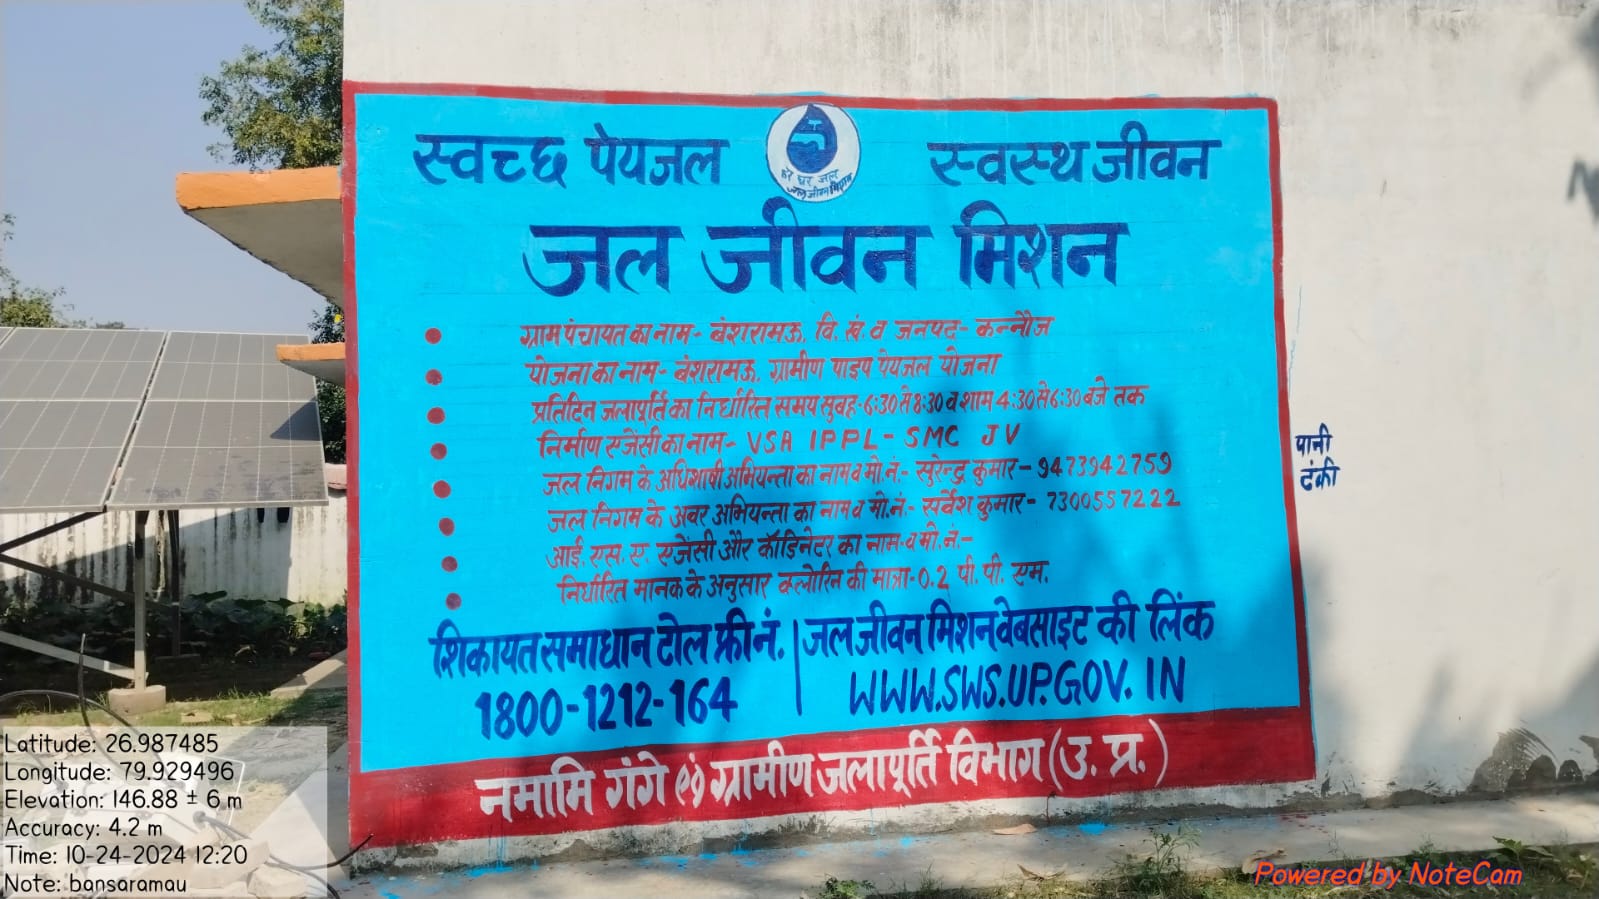 स्वच्छ पेयजल
हर घर जल
जल जीवन मिशन
स्वस्थ जीवन
जल जीवन मिशन
ग्राम पंचायत का नाम- बंशरामऊ, वि. खं. व जनपद- कन्नौज
योजना का नाम- बंशरामऊ, ग्रामीण पाइप पेयजल योजना
प्रतिदिन जलापूर्ति का निर्धारित समय सुबह-6:30 से 8:30 व शाम 4:30 से 6:30 बजे तक
निर्माण एजेंसी का नाम- VSA IPPL- SMC JV
जल निगम के अधिशाषी अभियन्ता का नाम व मो.नं.- सुरेन्द्र कुमार- 9473942759
जल निगम के अवर अभियन्ता का नाम व मो.नं.- सर्वेश कुमार- 7300557222
आई. एस. ए. एजेंसी और कॉडिनेटर का नाम व मो.नं.-
निर्धारित मानक के अनुसार क्लोरिन की मात्रा-0.2 पी. पी. एम.
शिकायत समाधान टोल फ्री नं.
1800-1212-164
जल जीवन मिशन वेबसाइट की लिंक
WWW.SWS.UP.GOV.IN
नमामि गंगे एवं ग्रामीण जलापूर्ति विभाग (उ. प्र.)
पानी
टंकी
Latitude: 26.987485
Longitude: 79.929496
Elevation: 146.88 ± 6 m
Accuracy: 4.2 m
Time: 10-24-2024 12:20
Note: bansaramau
Powered by NoteCam